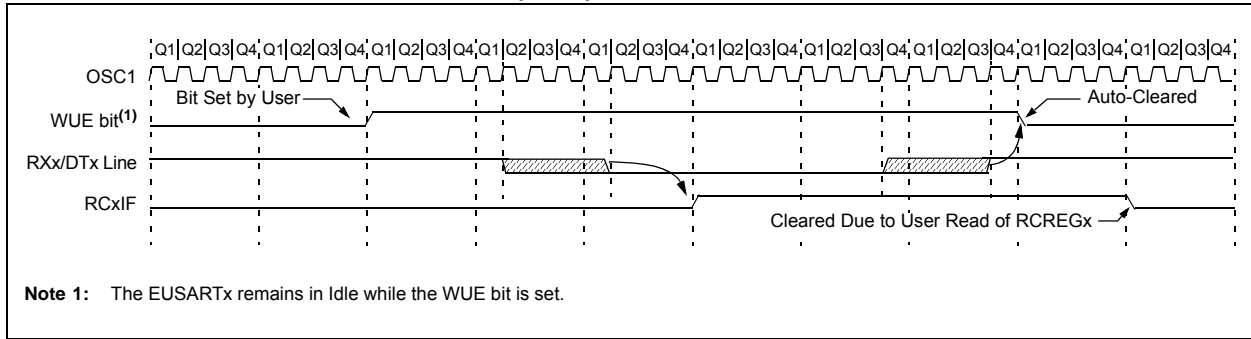 Q1 Q2 Q3 Q4 Q1 Q2 Q3 Q4 Q1 Q2 Q3 Q4 Q1 Q2 Q3 Q4 Q1 Q2 Q3 Q4 Q1 Q2 Q3 Q4 Q1 Q2 Q3 Q4 Q1 Q2 Q3 Q4 Q1 Q2 Q3 Q4 Q1 Q2 Q3 Q4
OSC1
Bit Set by User
Auto-Cleared
WUE bit(1)
RXx/DTx Line
RCxIF
Cleared Due to User Read of RCREGx
Note 1: The EUSARTx remains in Idle while the WUE bit is set.